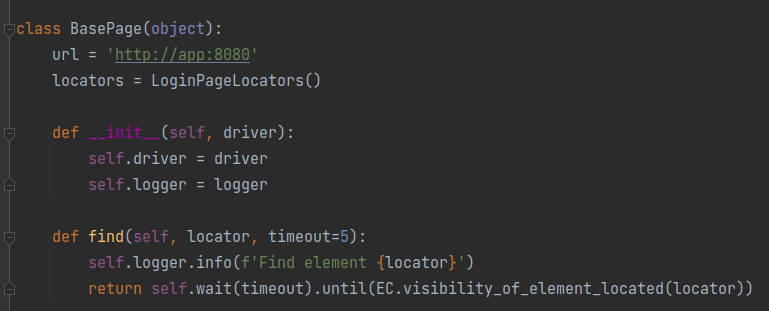 class BasePage(object):
    url = 'http://app:8080'
    locators = LoginPageLocators()

    def __init__(self, driver):
        self.driver = driver
        self.logger = logger

    def find(self, locator, timeout=5):
        self.logger.info(f'Find element {locator}')
        return self.wait(timeout).until(EC.visibility_of_element_located(locator))